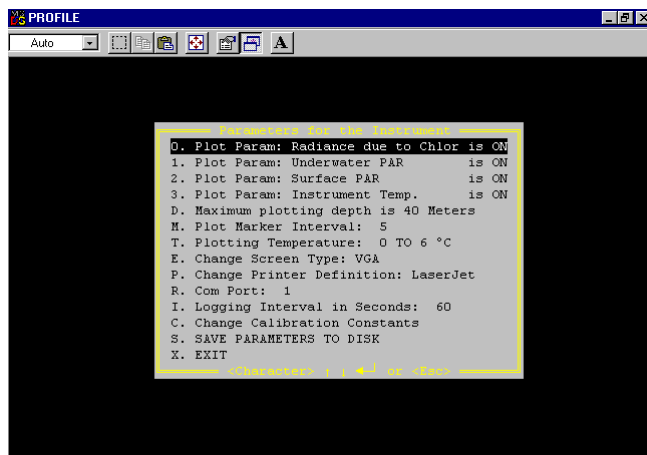 PROFILE
Auto
A
Parameters for the Instrument
0. Plot Param: Radiance due to Chlor is ON
1. Plot Param: Underwater PAR is ON
2. Plot Param: Surface PAR is ON
3. Plot Param: Instrument Temp. is ON
D. Maximum plotting depth is 40 Meters
M. Plot Marker Interval: 5
T. Plotting Temperature: 0 TO 6 °C
E. Change Screen Type: VGA
P. Change Printer Definition: LaserJet
R. Com Port: 1
I. Logging Interval in Seconds: 60
C. Change Calibration Constants
S. SAVE PARAMETERS TO DISK
X. EXIT
<Character> ↑ ↓ ◄┘ or <Esc>